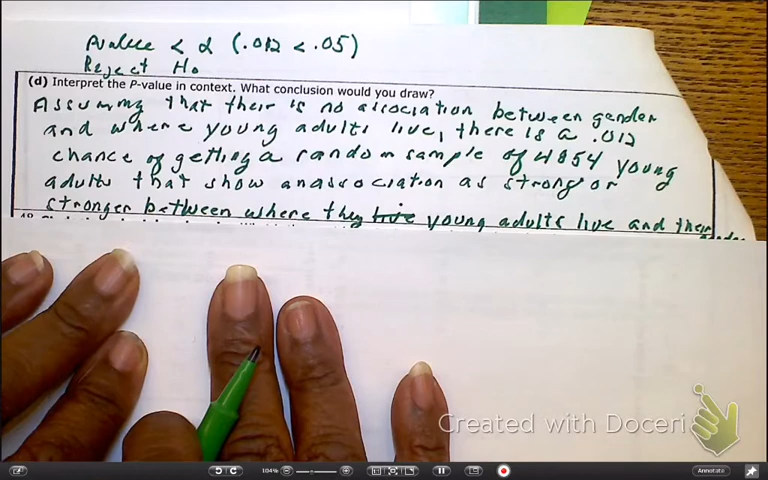 Pvalue < α (.012 < .05)
Reject Ho
(d) Interpret the P-value in context. What conclusion would you draw?
Assuming that their is no association between gender
and where young adults live, there is a .012
chance of getting a random sample of 4854 young
adults that show an association as strong or
stronger between where they live young adults live and their
gender
Created with Doceri
104%
Annotate